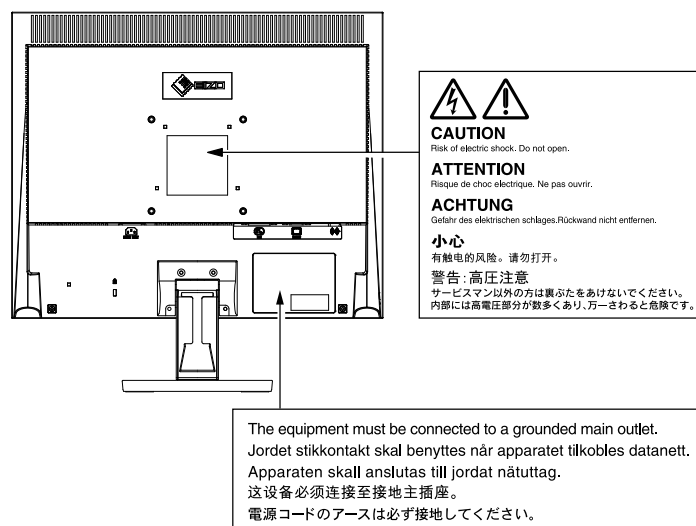 EIZO
CAUTION
Risk of electric shock. Do not open.
ATTENTION
Risque de choc electrique. Ne pas ouvrir.
ACHTUNG
Gefahr des elektrischen schlages.Rückwand nicht entfernen.
小心
有触电的风险。请勿打开。
警告:高圧注意
サービスマン以外の方は裏ぶたをあけないでください。
内部には高電圧部分が数多くあり、万一さわると危険です。
The equipment must be connected to a grounded main outlet.
Jordet stikkontakt skal benyttes når apparatet tilkobles datanett.
Apparaten skall anslutas till jordat nätuttag.
这设备必须连接至接地主插座。
電源コードのアースは必ず接地してください。